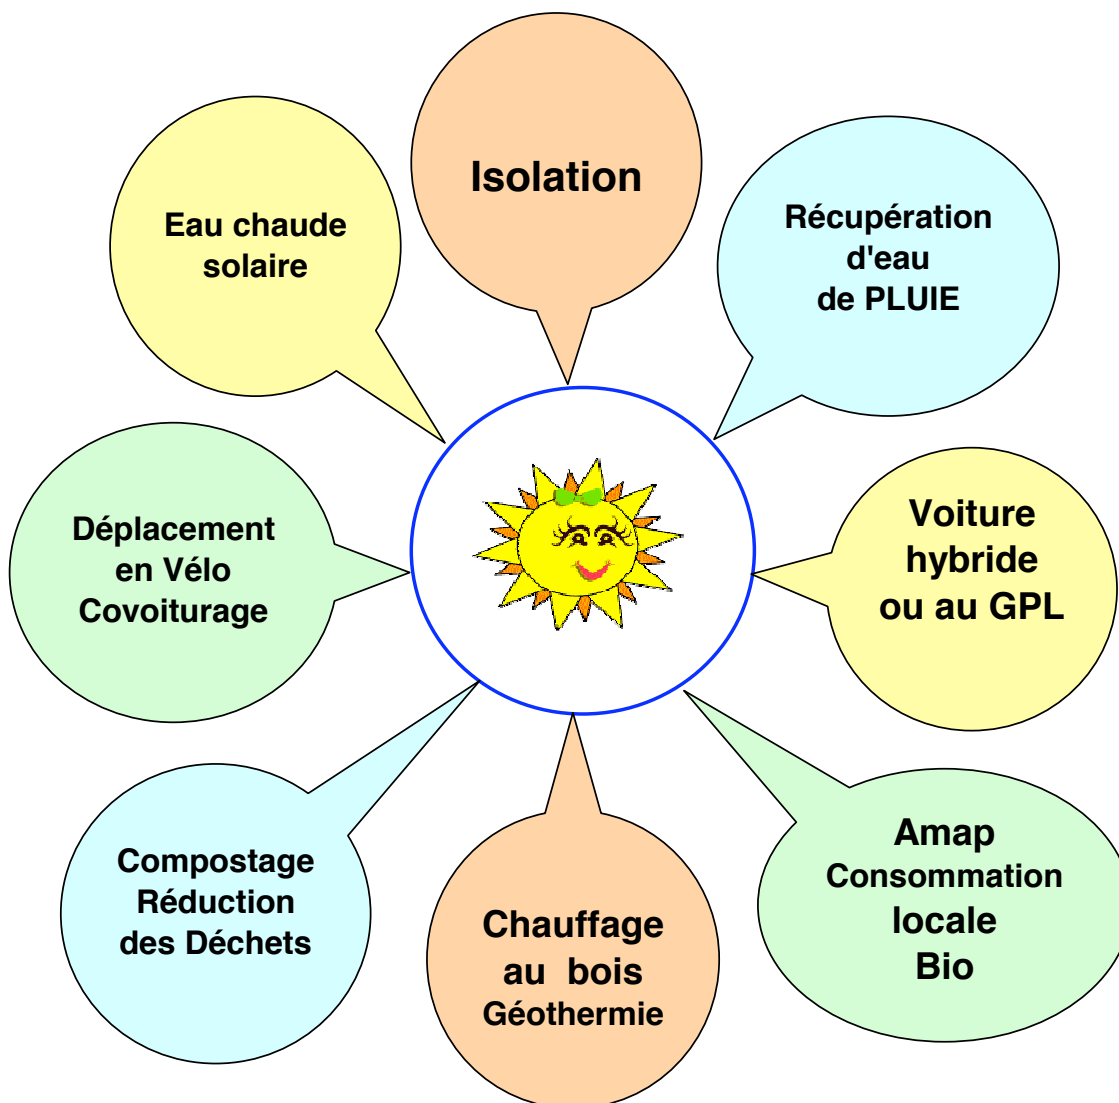 Isolation
Eau chaude
solaire
Récupération
d'eau
de PLUIE
Déplacement
en Vélo
Covoiturage
Voiture
hybride
ou au GPL
Compostage
Réduction
des Déchets
Chauffage
au bois
Géothermie
Amap
Consommation
locale
Bio